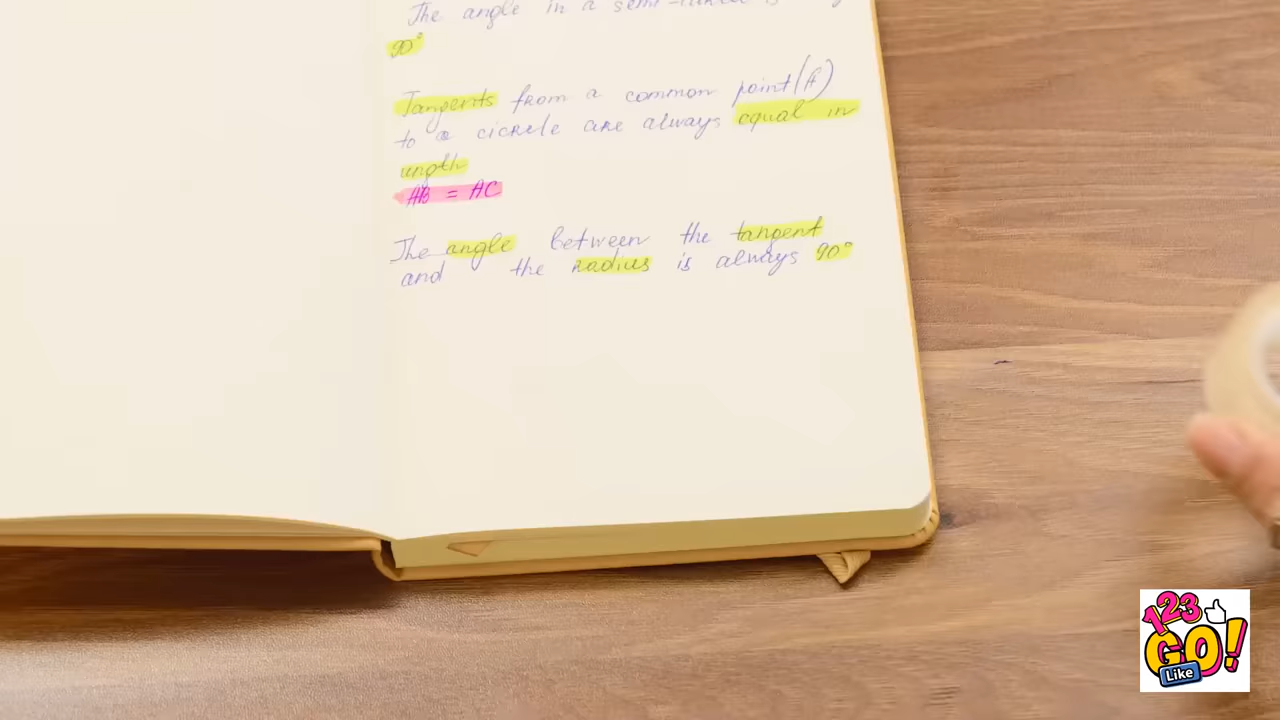 The angle in a semi-
90°
Tangents from a common point (A)
to a cickele are always equal in
length
AB = AC
The angle between the tangent
and the radius is always 90°
123
GO!
Like